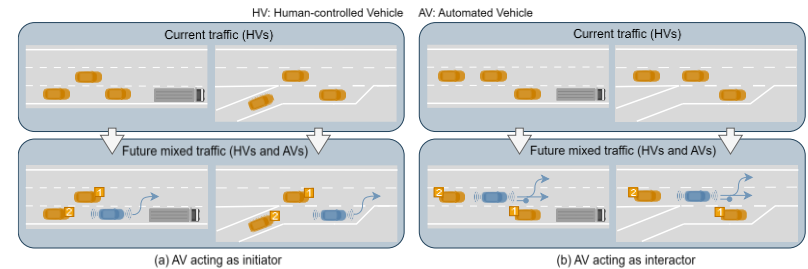 HV: Human-controlled Vehicle AV: Automated Vehicle
Current traffic (HVs)
Current traffic (HVs)
Future mixed traffic (HVs and AVs)
1
2
1
2
Future mixed traffic (HVs and AVs)
2
1
2
1
(a) AV acting as initiator
(b) AV acting as interactor